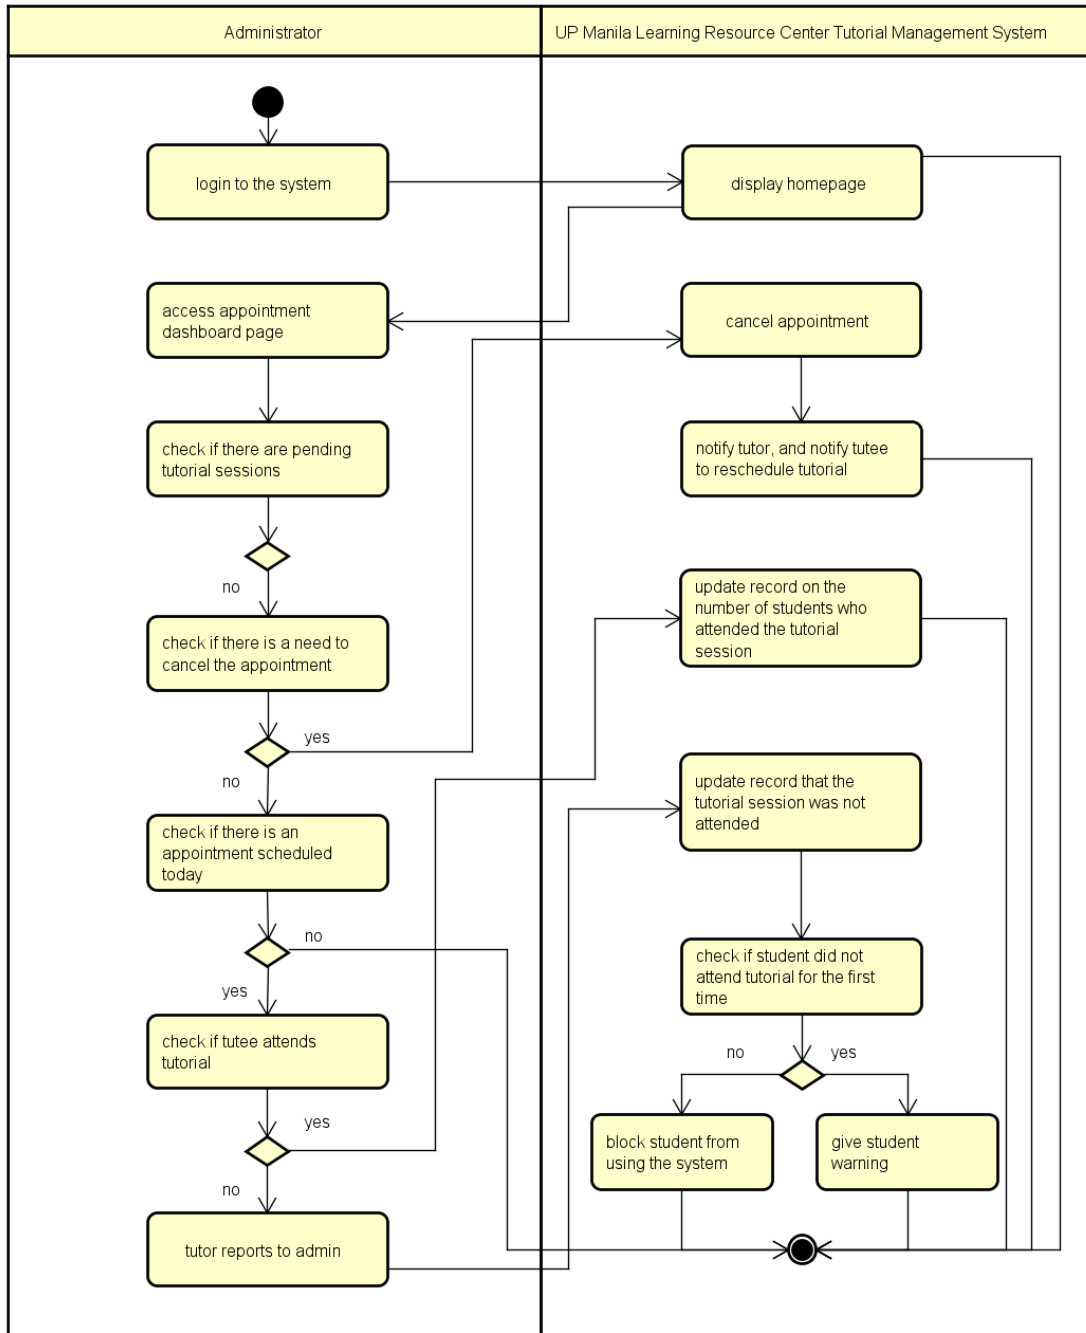 Administrator
UP Manila Learning Resource Center Tutorial Management System
login to the system
display homepage
access appointment
dashboard page
cancel appointment
check if there are pending
tutorial sessions
notify tutor, and notify tutee
to reschedule tutorial
no
check if there is a need to
cancel the appointment
update record on the
number of students who
attended the tutorial
session
yes
no
check if there is an
appointment scheduled
today
update record that the
tutorial session was not
attended
no
yes
check if student did not
attend tutorial for the first
time
check if tutee attends
tutorial
no
yes
yes
block student from
using the system
give student
warning
no
tutor reports to admin